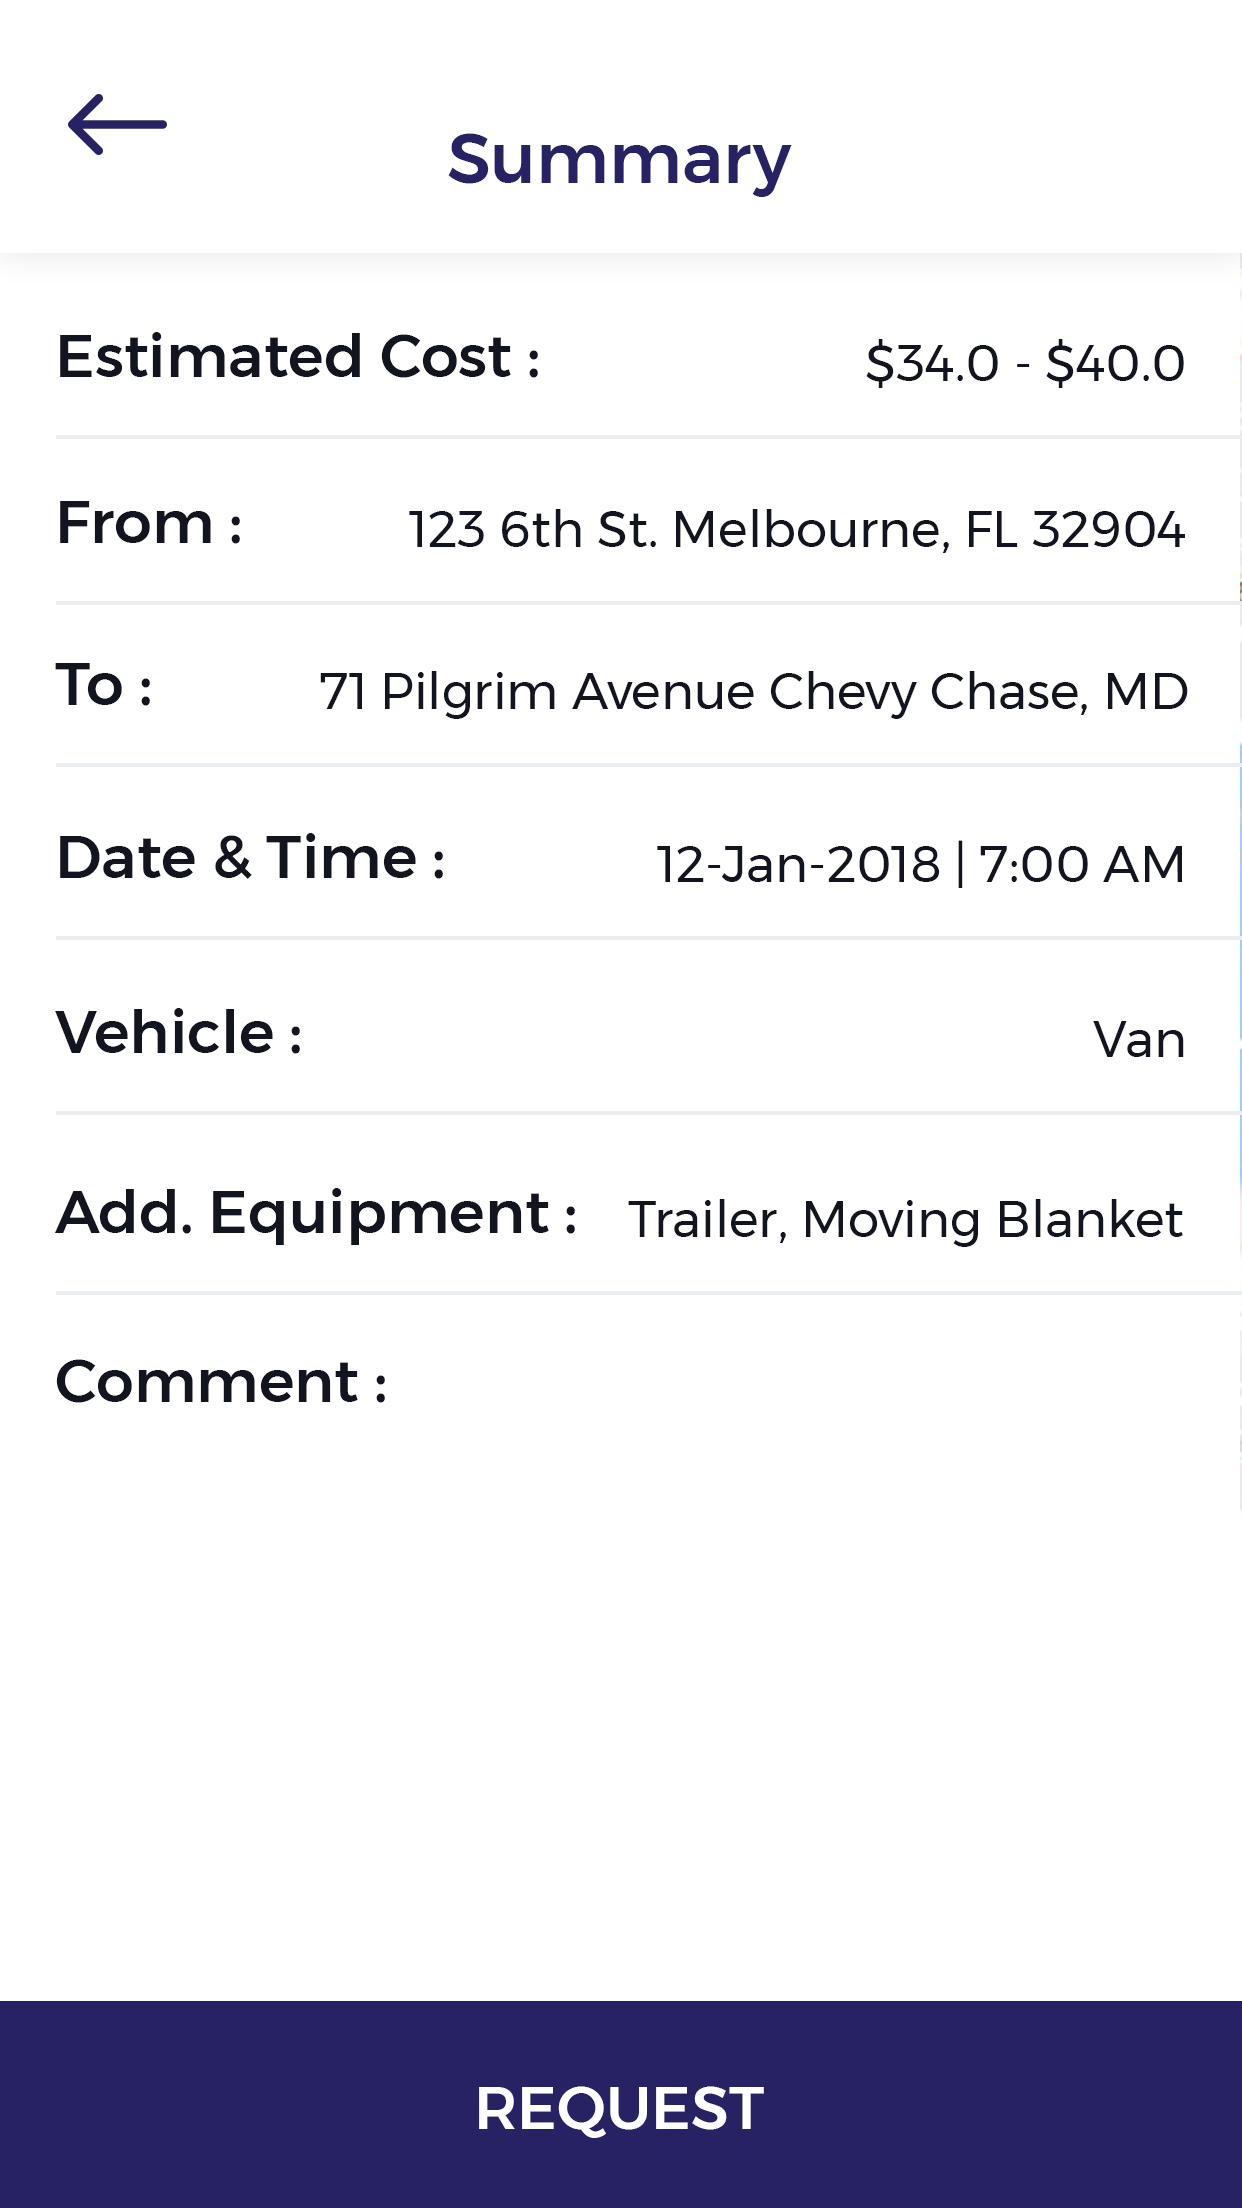 Summary
Estimated Cost : $34.0 - $40.0
From : 123 6th St. Melbourne, FL 32904
To : 71 Pilgrim Avenue Chevy Chase, MD
Date & Time : 12-Jan-2018 | 7:00 AM
Vehicle : Van
Add. Equipment : Trailer, Moving Blanket
Comment :
REQUEST